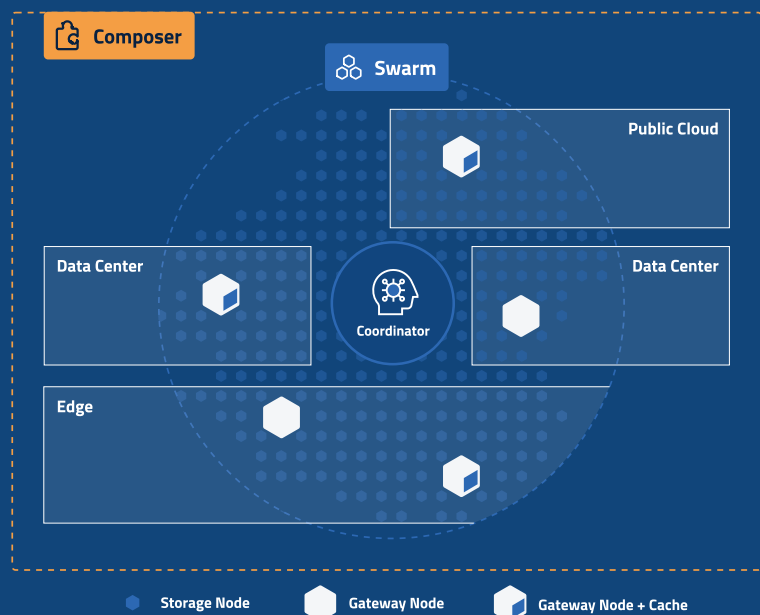 Composer
Swarm
Public Cloud
Data Center
Data Center
Coordinator
Edge
Storage Node
Gateway Node
Gateway Node + Cache